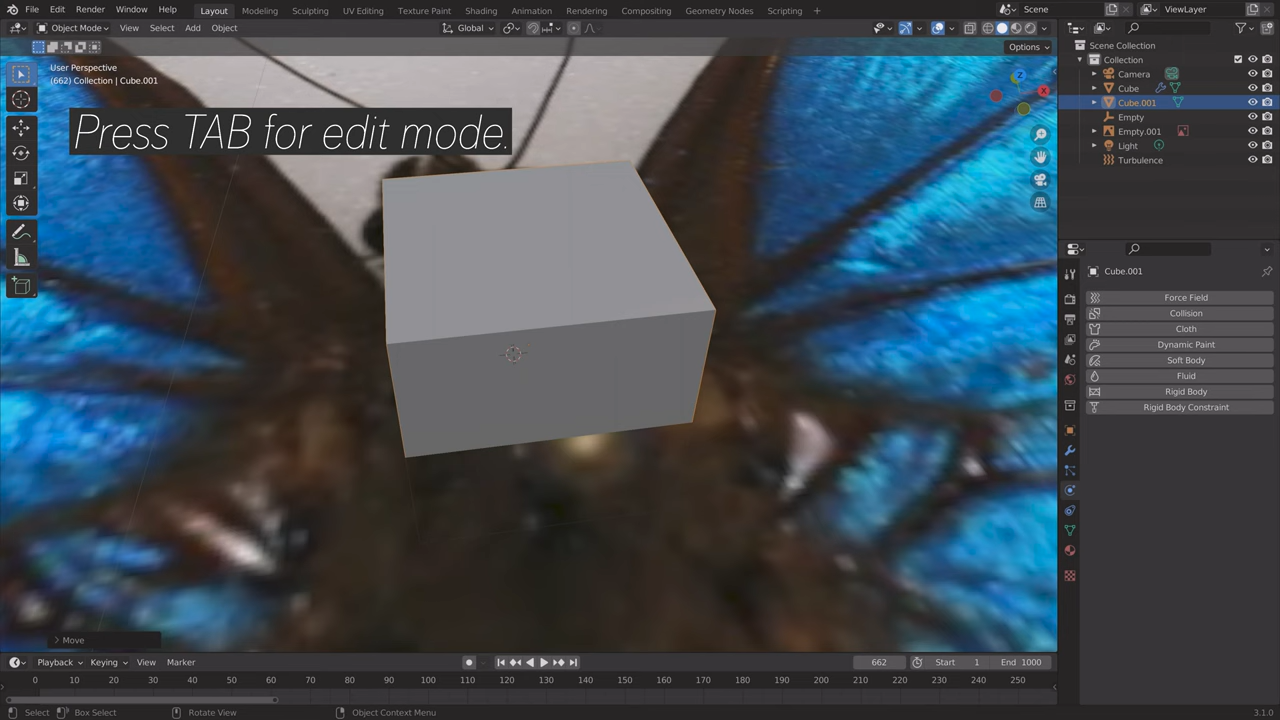 File Edit Render Window Help Layout Modeling Sculpting UV Editing Texture Paint Shading Animation Rendering Compositing Geometry Nodes Scripting + Scene ViewLayer
Object Mode View Select Add Object Global
Options
User Perspective
(662) Collection | Cube.001
Press TAB for edit mode.
Z
X
Move
Scene Collection
Collection
Camera
Cube
Cube.001
Empty
Empty.001
Light
Turbulence
Cube.001
Force Field
Collision
Cloth
Dynamic Paint
Soft Body
Fluid
Rigid Body
Rigid Body Constraint
Playback Keying View Marker 662 Start 1 End 1000
0 10 20 30 40 50 60 70 80 90 100 110 120 130 140 150 160 170 180 190 200 210 220 230 240 250
Select Box Select Rotate View Object Context Menu 3.1.0